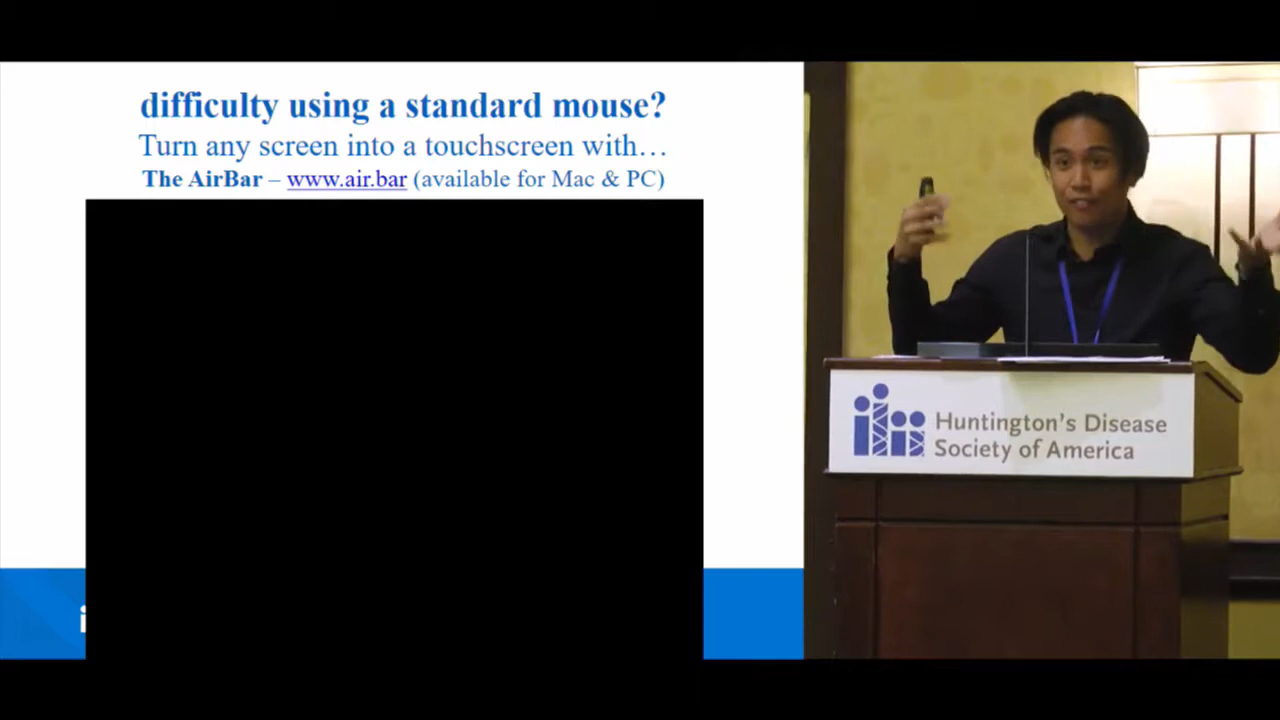 difficulty using a standard mouse?
Turn any screen into a touchscreen with…
The AirBar – www.air.bar (available for Mac & PC)
Huntington's Disease
Society of America